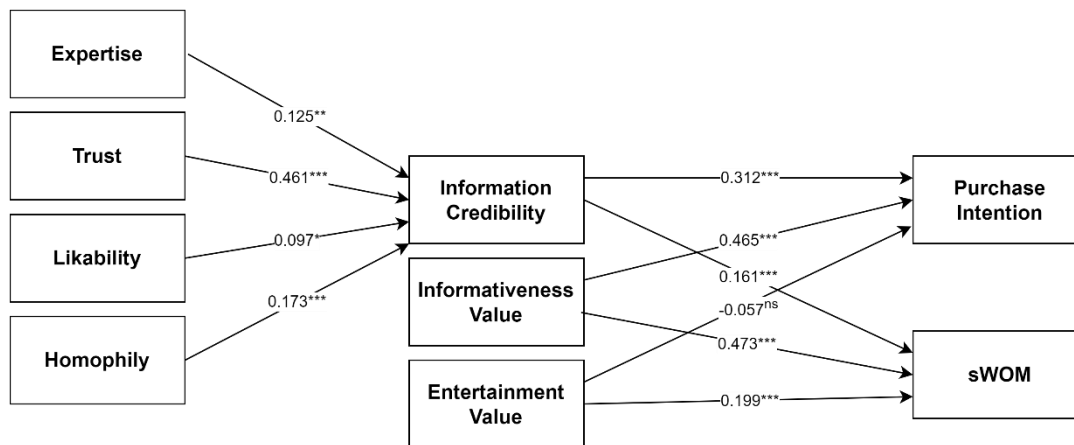 Expertise
Trust
Likability
Homophily
0.125**
0.461***
0.097*
0.173***
Information
Credibility
Informativeness
Value
Entertainment
Value
0.312***
0.465***
0.161***
-0.057ns
0.473***
0.199***
Purchase
Intention
sWOM